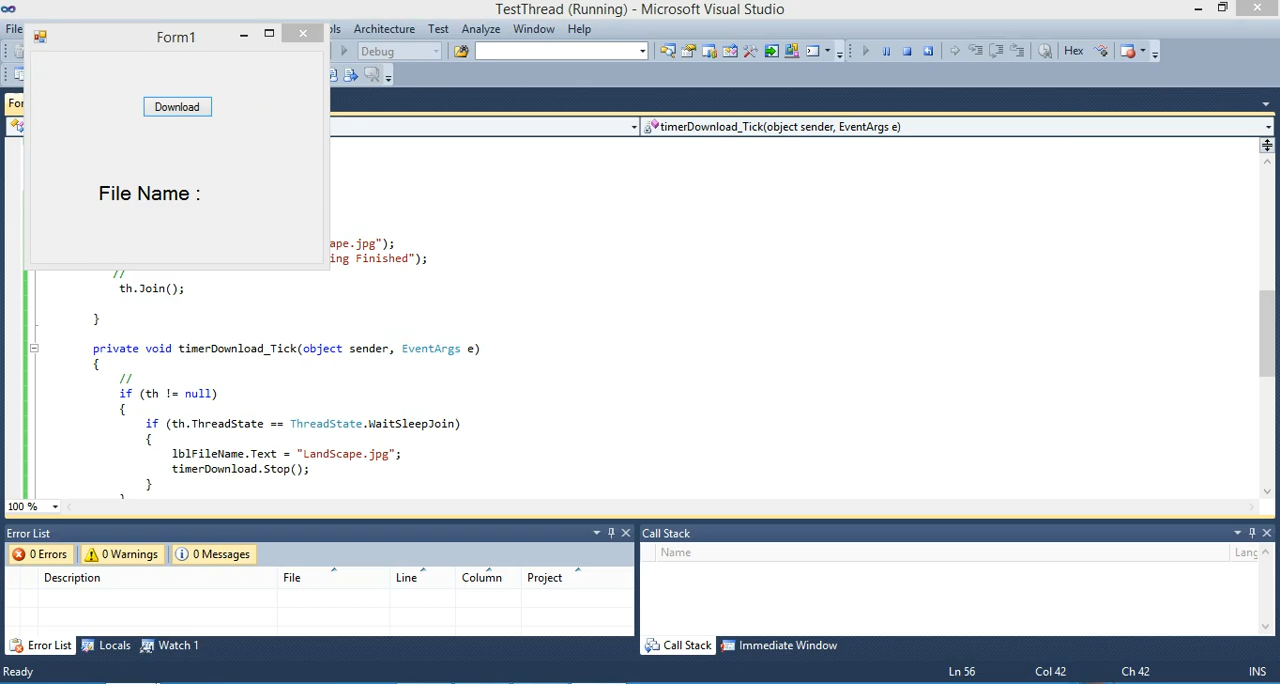 TestThread (Running) - Microsoft Visual Studio
File
ls Architecture Test Analyze Window Help
Form1
Debug
Hex
Download
For
timerDownload_Tick(object sender, EventArgs e)
File Name :
ape.jpg");
ing Finished");
//
th.Join();
}
private void timerDownload_Tick(object sender, EventArgs e)
{
//
if (th != null)
{
if (th.ThreadState == ThreadState.WaitSleepJoin)
{
lblFileName.Text = "LandScape.jpg";
timerDownload.Stop();
}
}
100 %
Error List
Call Stack
0 Errors 0 Warnings 0 Messages
Name Lang
Description File Line Column Project
Error List Locals Watch 1
Call Stack Immediate Window
Ready Ln 56 Col 42 Ch 42 INS